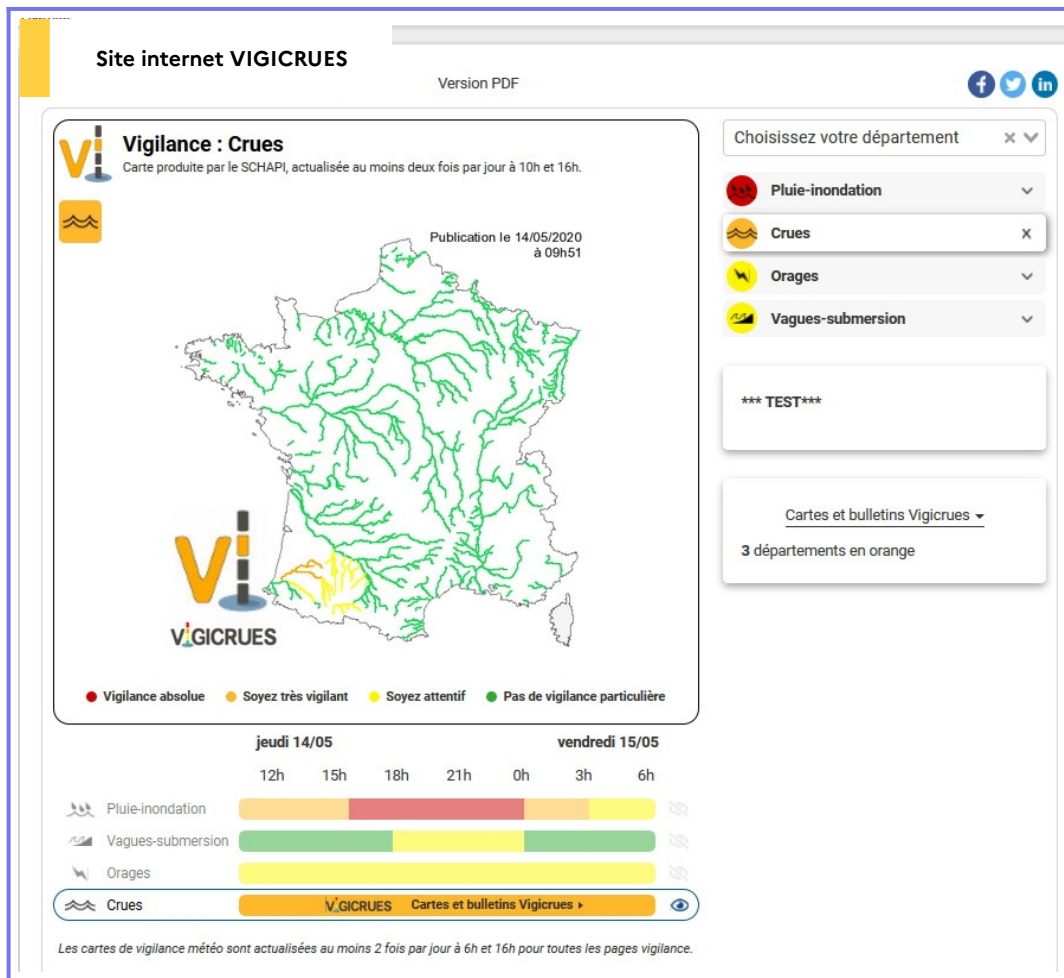 Site internet VIGICRUES
Version PDF
Vigilance : Crues
Carte produite par le SCHAPI, actualisée au moins deux fois par jour à 10h et 16h.
Publication le 14/05/2020
à 09h51
VIGICRUES
Vigilance absolue Soyez très vigilant Soyez attentif Pas de vigilance particulière
Choisissez votre département
Pluie-inondation
Crues
Orages
Vagues-submersion
*** TEST***
Cartes et bulletins Vigicrues
3 départements en orange
jeudi 14/05 vendredi 15/05
12h 15h 18h 21h 0h 3h 6h
Pluie-inondation
Vagues-submersion
Orages
Crues VIGICRUES Cartes et bulletins Vigicrues
Les cartes de vigilance météo sont actualisées au moins 2 fois par jour à 6h et 16h pour toutes les pages vigilance.